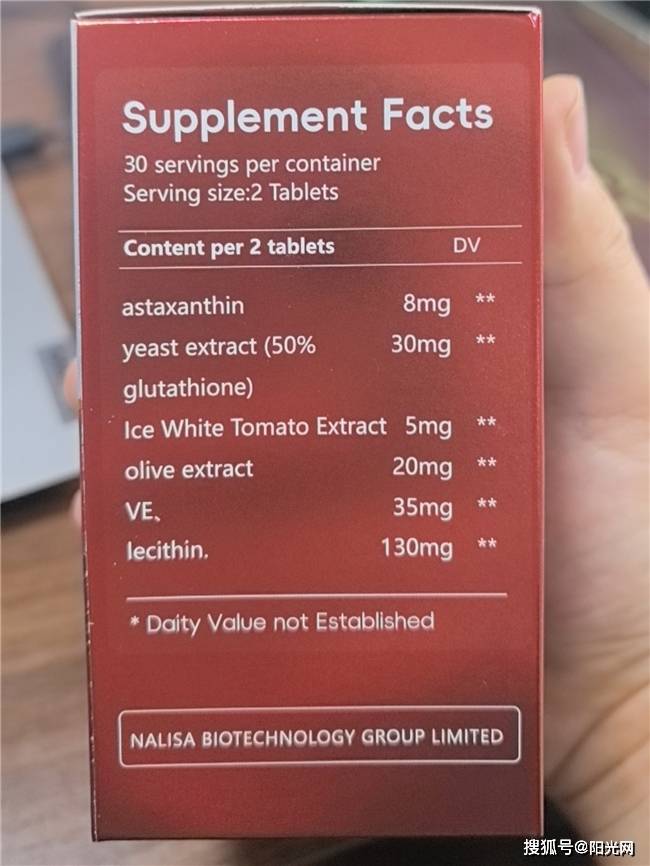 Supplement Facts
30 servings per container
Serving size:2 Tablets
Content per 2 tablets DV
astaxanthin 8mg **
yeast extract (50% 30mg **
glutathione)
Ice White Tomato Extract 5mg **
olive extract 20mg **
VE、 35mg **
lecithin. 130mg **
* Daity Value not Established
NALISA BIOTECHNOLOGY GROUP LIMITED
搜狐号@阳光网